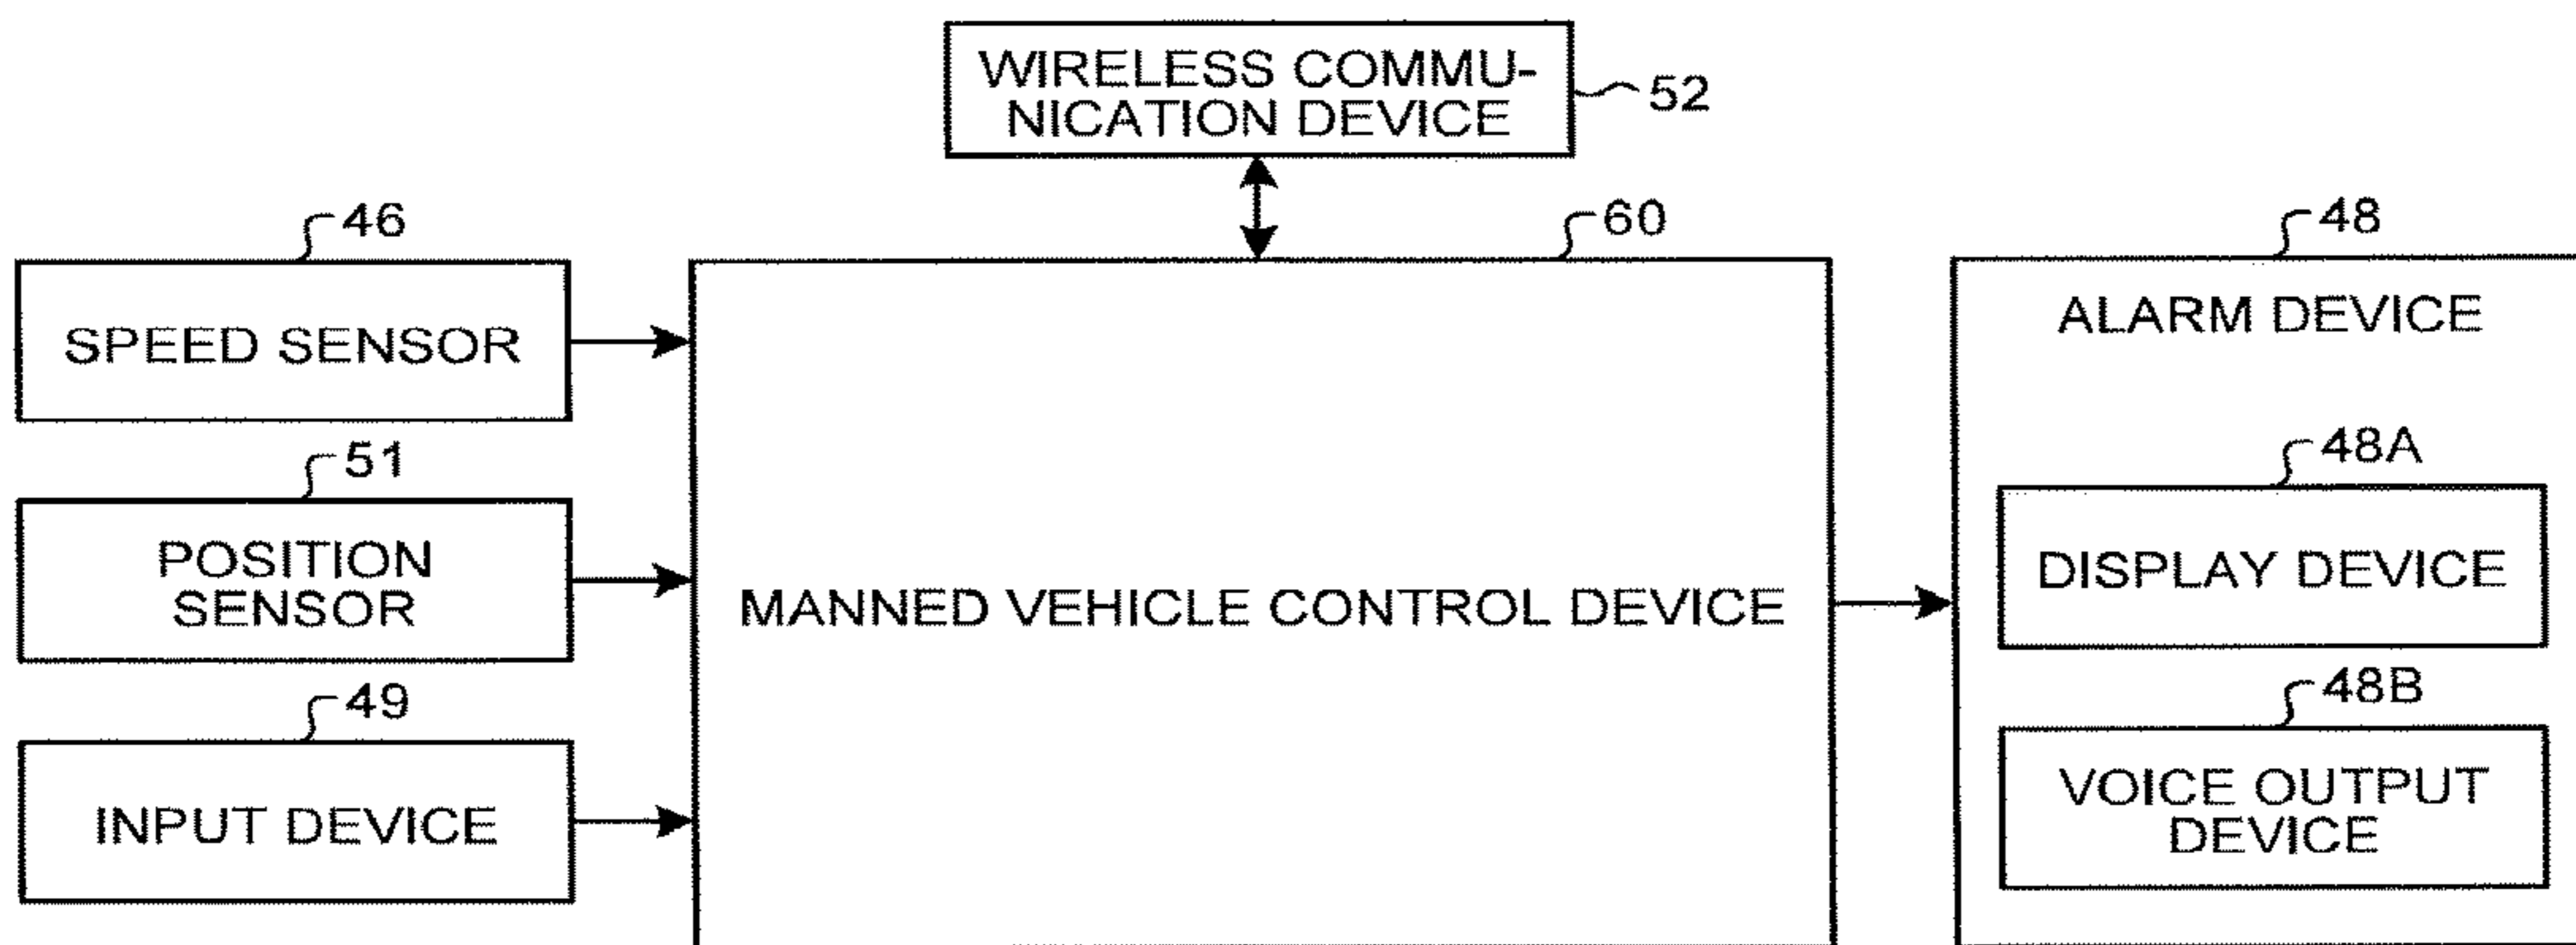 WIRELESS COMMU-
NICATION DEVICE
52
46
60
48
SPEED SENSOR
ALARM DEVICE
51
48A
POSITION
SENSOR
MANNED VEHICLE CONTROL DEVICE
DISPLAY DEVICE
49
48B
INPUT DEVICE
VOICE OUTPUT
DEVICE